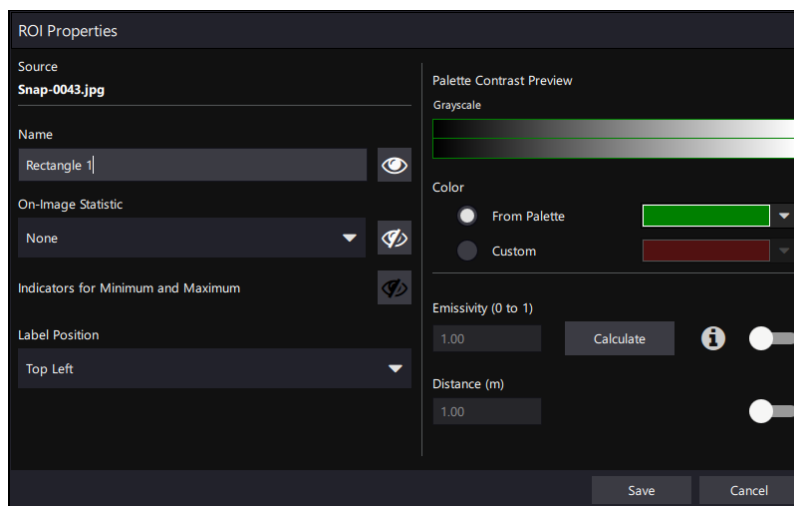 ROI Properties
Source
Snap-0043.jpg
Name
Rectangle 1
On-Image Statistic
None
Indicators for Minimum and Maximum
Label Position
Top Left
Palette Contrast Preview
Grayscale
Color
From Palette
Custom
Emissivity (0 to 1)
1.00
Calculate
Distance (m)
1.00
Save
Cancel